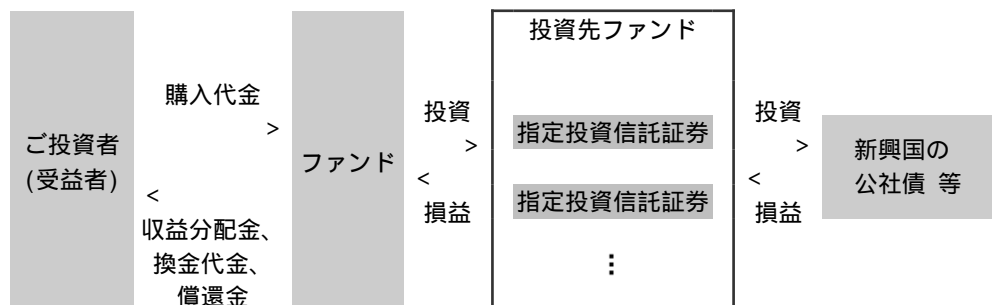 ご投資者
(受益者)
購入代金
>
<
収益分配金、
換金代金、
償還金
ファンド
投資
>
<
損益
投資先ファンド
指定投資信託証券
指定投資信託証券
⋮
投資
>
<
損益
新興国の
公社債 等